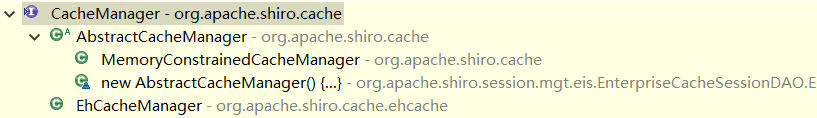 CacheManager - org.apache.shiro.cache
AbstractCacheManager - org.apache.shiro.cache
MemoryConstrainedCacheManager - org.apache.shiro.cache
new AbstractCacheManager() {...} - org.apache.shiro.session.mgt.eis.EnterpriseCacheSessionDAO.E
EhCacheManager - org.apache.shiro.cache.ehcache